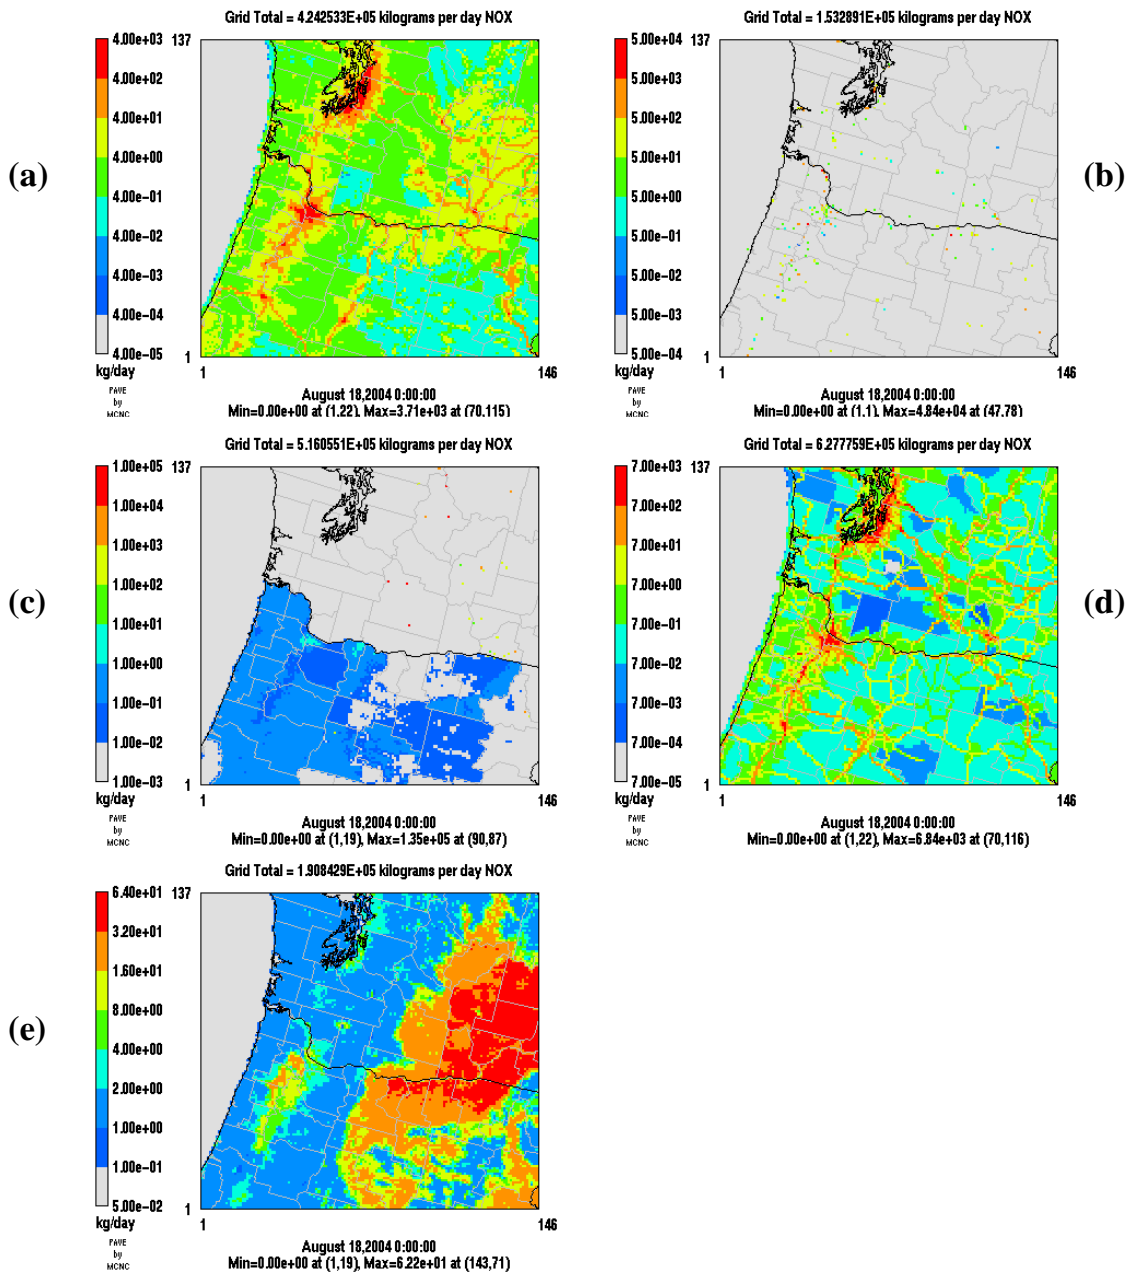 Grid Total = 4.242533E+05 kilograms per day NOX
(a)
4.00e+03
4.00e+02
4.00e+01
4.00e+00
4.00e-01
4.00e-02
4.00e-03
4.00e-04
4.00e-05
kg/day
PAVE
by
MCNC
137
1
1
146
August 18,2004 0:00:00
Min=0.00e+00 at (1,22), Max=3.71e+03 at (70,115)
Grid Total = 1.532891E+05 kilograms per day NOX
(b)
5.00e+04
5.00e+03
5.00e+02
5.00e+01
5.00e+00
5.00e-01
5.00e-02
5.00e-03
5.00e-04
kg/day
PAVE
by
MCNC
137
1
1
146
August 18,2004 0:00:00
Min=0.00e+00 at (1,1), Max=4.84e+04 at (47,78)
Grid Total = 5.160551E+05 kilograms per day NOX
(c)
1.00e+05
1.00e+04
1.00e+03
1.00e+02
1.00e+01
1.00e+00
1.00e-01
1.00e-02
1.00e-03
kg/day
PAVE
by
MCNC
137
1
1
146
August 18,2004 0:00:00
Min=0.00e+00 at (1,19), Max=1.35e+05 at (90,87)
Grid Total = 6.277759E+05 kilograms per day NOX
(d)
7.00e+03
7.00e+02
7.00e+01
7.00e+00
7.00e-01
7.00e-02
7.00e-03
7.00e-04
7.00e-05
kg/day
PAVE
by
MCNC
137
1
1
146
August 18,2004 0:00:00
Min=0.00e+00 at (1,22), Max=6.84e+03 at (70,116)
Grid Total = 1.908429E+05 kilograms per day NOX
(e)
6.40e+01
3.20e+01
1.60e+01
8.00e+00
4.00e+00
2.00e+00
1.00e+00
1.00e-01
5.00e-02
kg/day
PAVE
by
MCNC
137
1
1
146
August 18,2004 0:00:00
Min=0.00e+00 at (1,19), Max=6.22e+01 at (143,71)